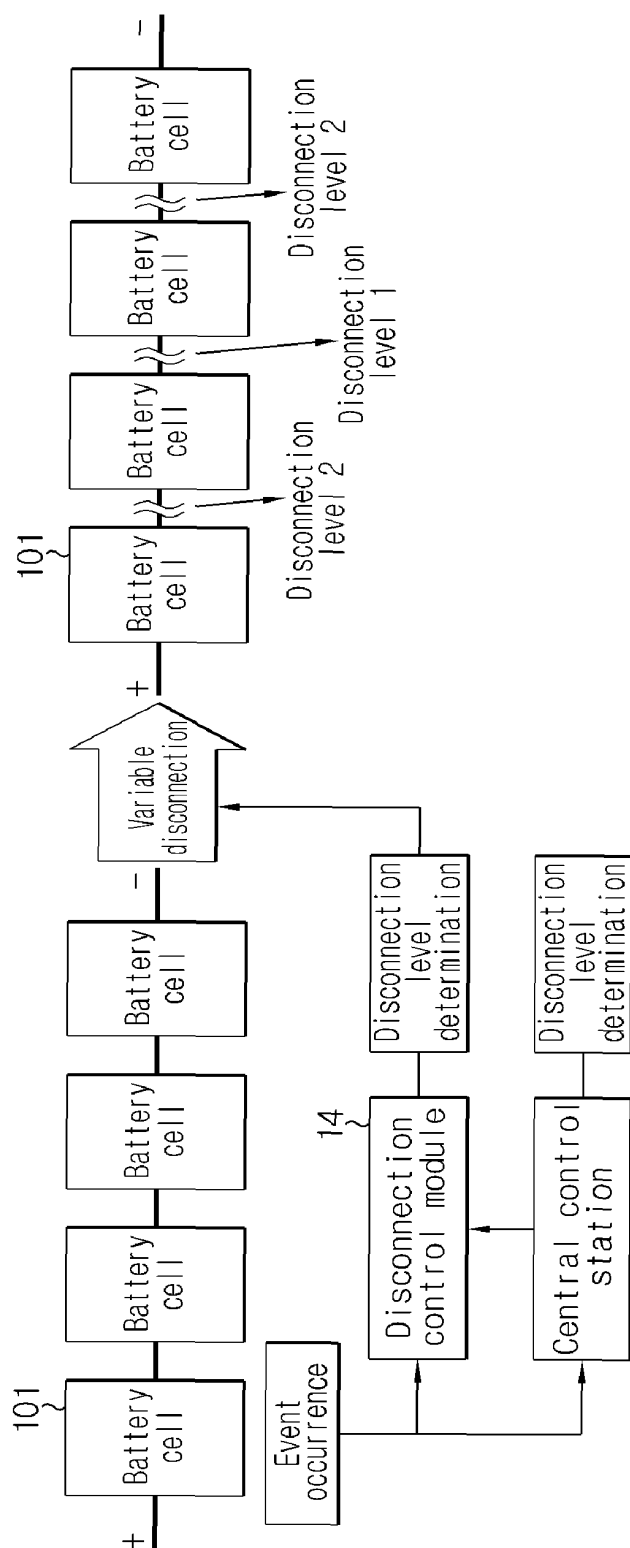 101
101
+
Battery
cell
Battery
cell
Battery
cell
Battery
cell
-
Variable
disconnection
+
Battery
cell
Battery
cell
Battery
cell
Battery
cell
-
Disconnection
level 2
Disconnection
level 1
Disconnection
level 2
Event
occurrence
14
Disconnection
control module
Disconnection
level
determination
Central control
station
Disconnection
level
determination